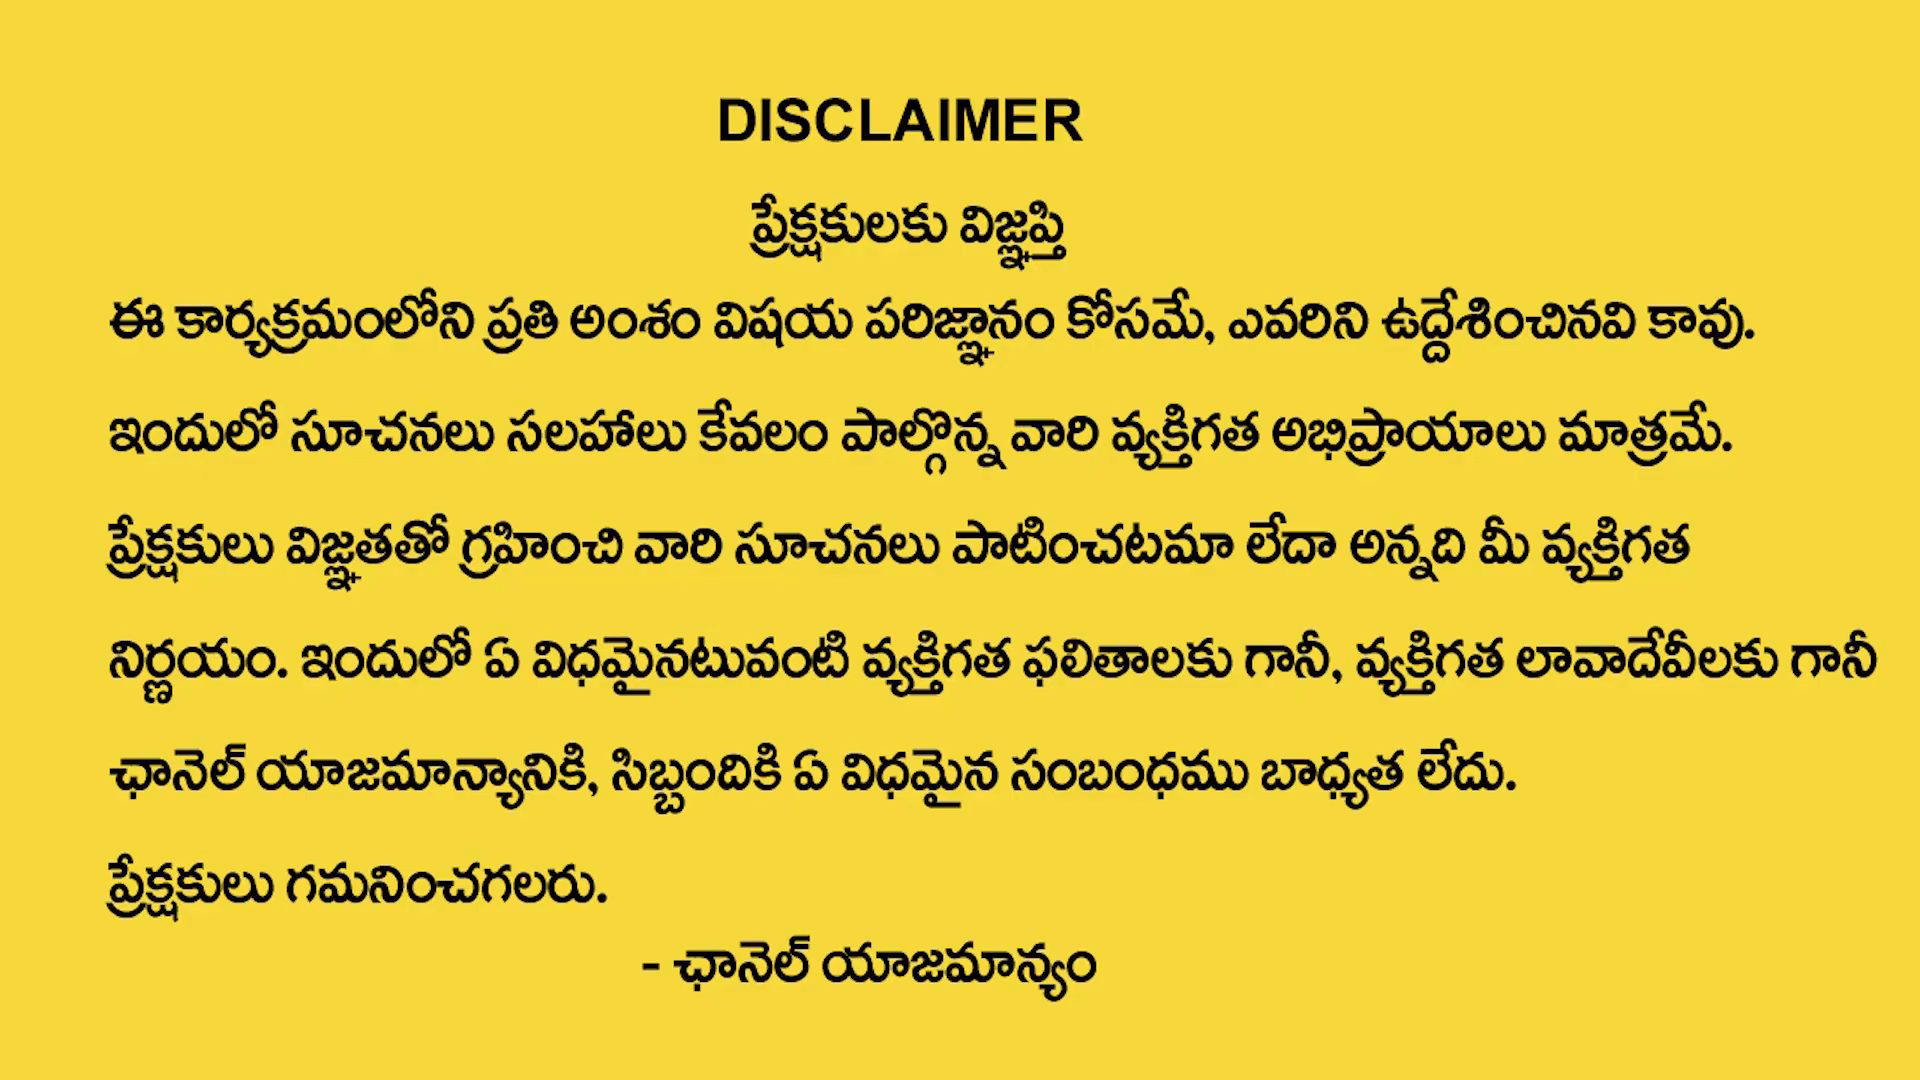 DISCLAIMER
ప్రేక్షకులకు విజ్ఞప్తి
ఈ కార్యక్రమంలోని ప్రతి అంశం విషయ పరిజ్ఞానం కోసమే, ఎవరిని ఉద్దేశించినవి కావు.
ఇందులో సూచనలు సలహాలు కేవలం పాల్గొన్న వారి వ్యక్తిగత అభిప్రాయాలు మాత్రమే.
ప్రేక్షకులు విజ్ఞతతో గ్రహించి వారి సూచనలు పాటించటమా లేదా అన్నది మీ వ్యక్తిగత
నిర్ణయం. ఇందులో ఏ విధమైనటువంటి వ్యక్తిగత ఫలితాలకు గానీ, వ్యక్తిగత లావాదేవీలకు గానీ
ఛానెల్ యాజమాన్యానికి, సిబ్బందికి ఏ విధమైన సంబంధము బాధ్యత లేదు.
ప్రేక్షకులు గమనించగలరు.
- ఛానెల్ యాజమాన్యం